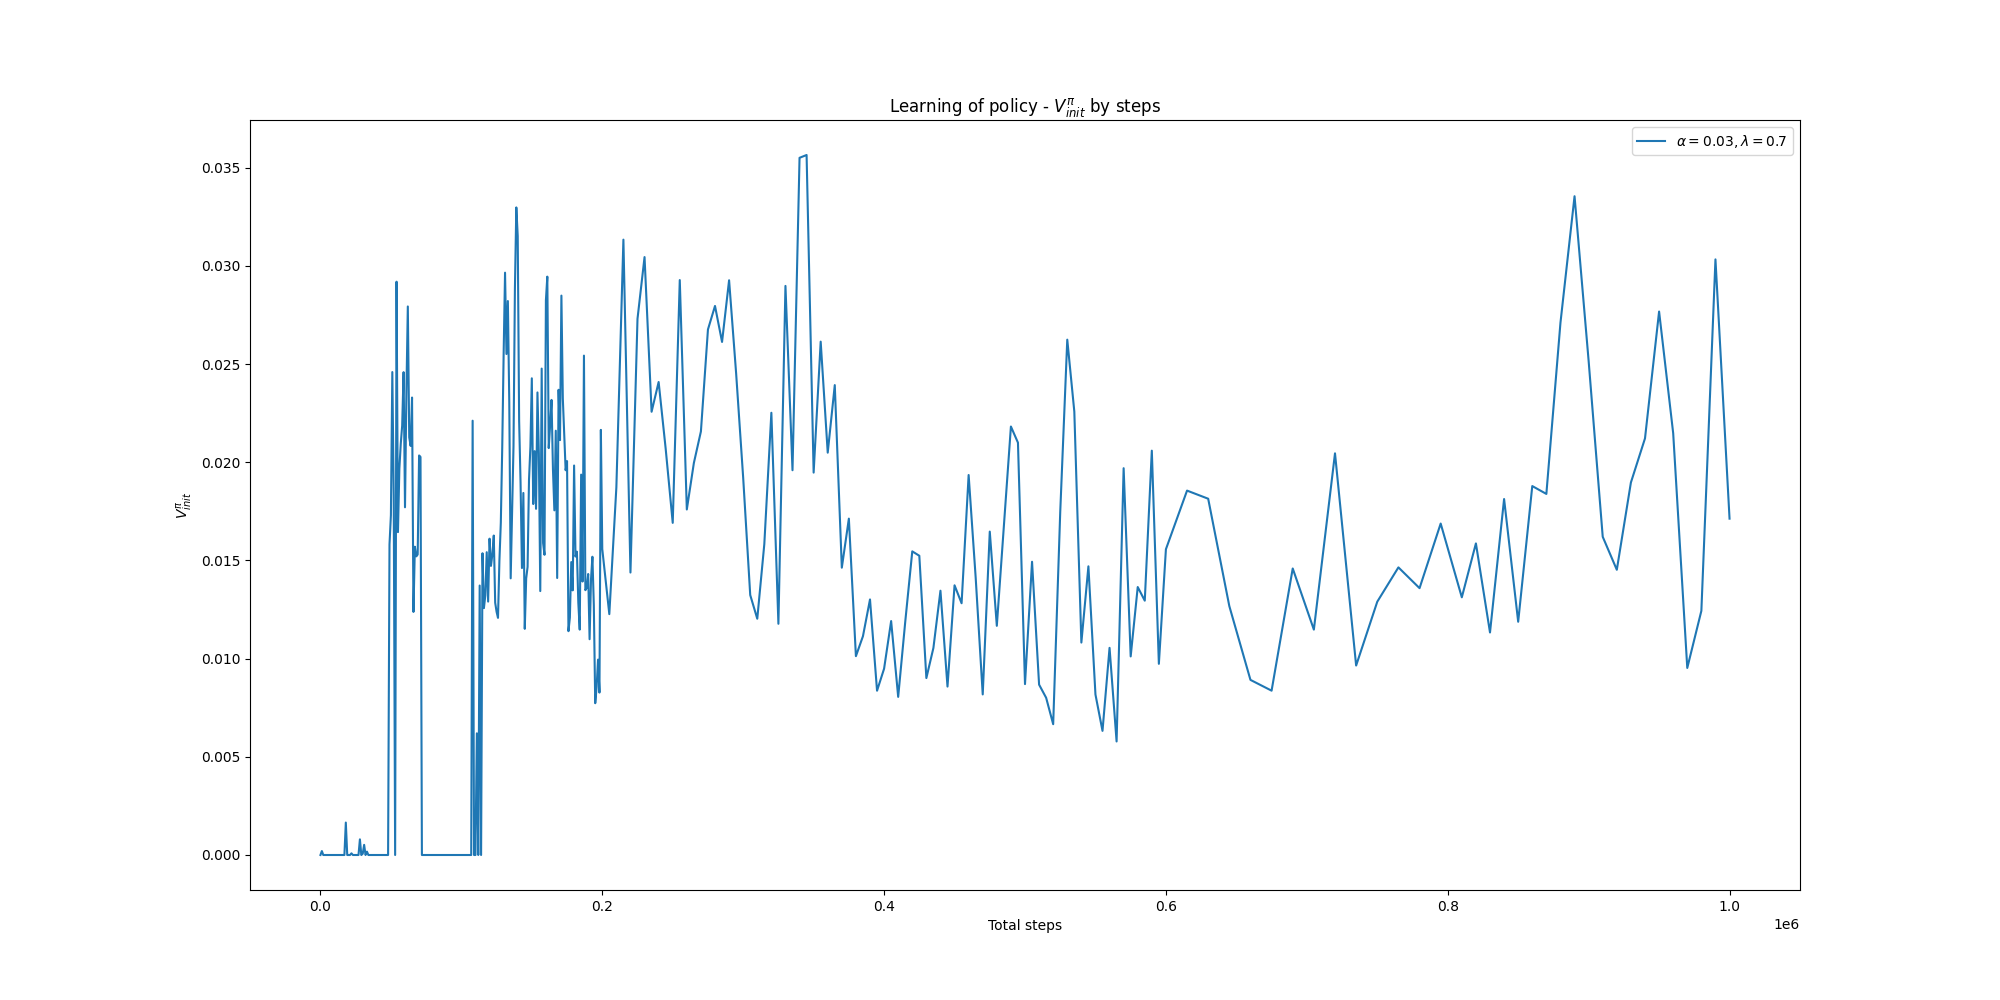 Learning of policy - $V^{\pi}_{init}$ by steps
α = 0.03, λ = 0.7
0.035
0.030
0.025
0.020
0.015
0.010
0.005
0.000
$V^{\pi}_{init}$
0.0 0.2 0.4 0.6 0.8 1.0
1e6
Total steps